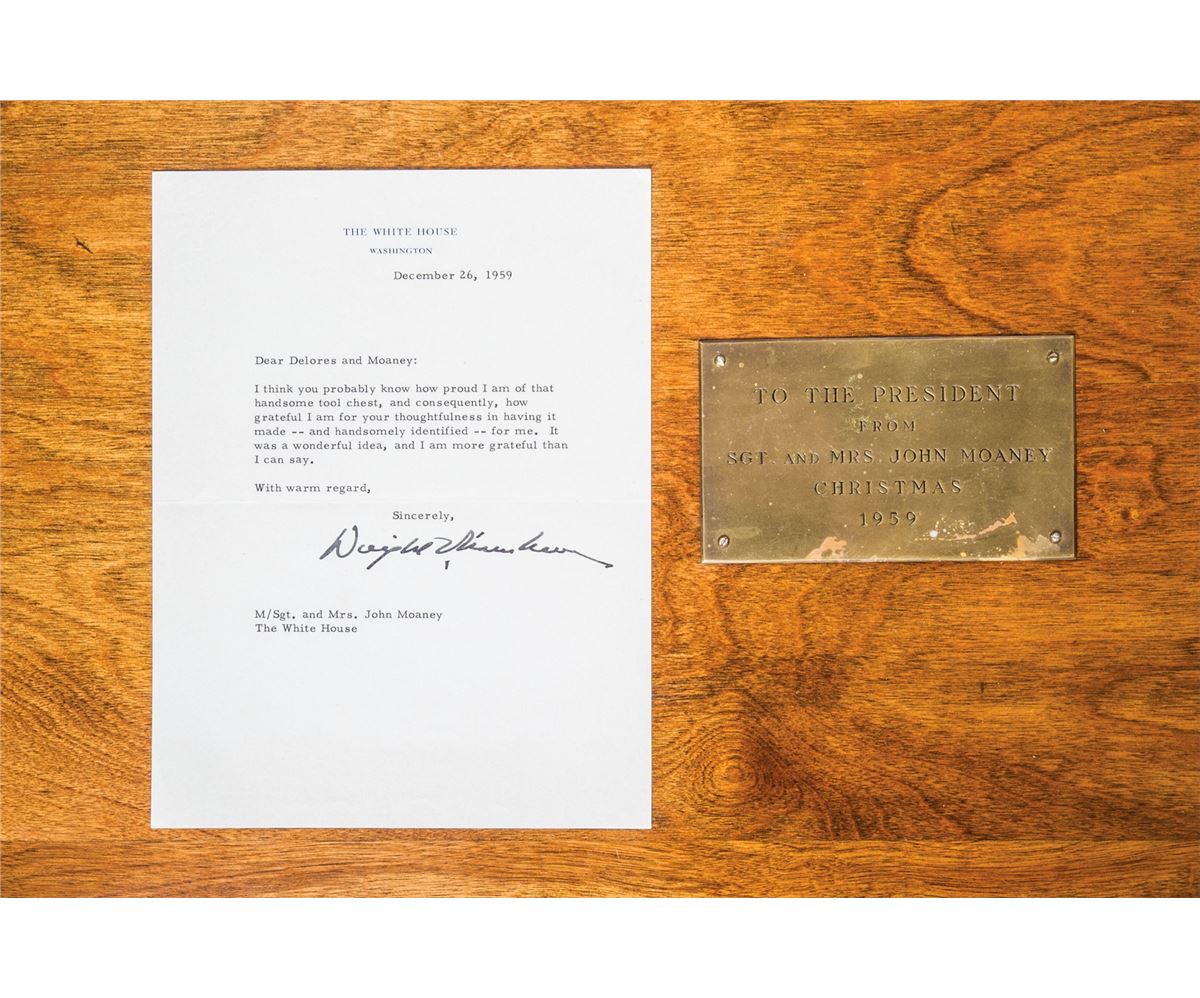 THE WHITE HOUSE
WASHINGTON
December 26, 1959
Dear Delores and Moaney:
I think you probably know how proud I am of that
handsome tool chest, and consequently, how
grateful I am for your thoughtfulness in having it
made -- and handsomely identified -- for me. It
was a wonderful idea, and I am more grateful than
I can say.
With warm regard,
Sincerely,
Dwight D Eisenhower
M/Sgt. and Mrs. John Moaney
The White House
TO THE PRESIDENT
FROM
SGT. AND MRS. JOHN MOANEY
CHRISTMAS
1959